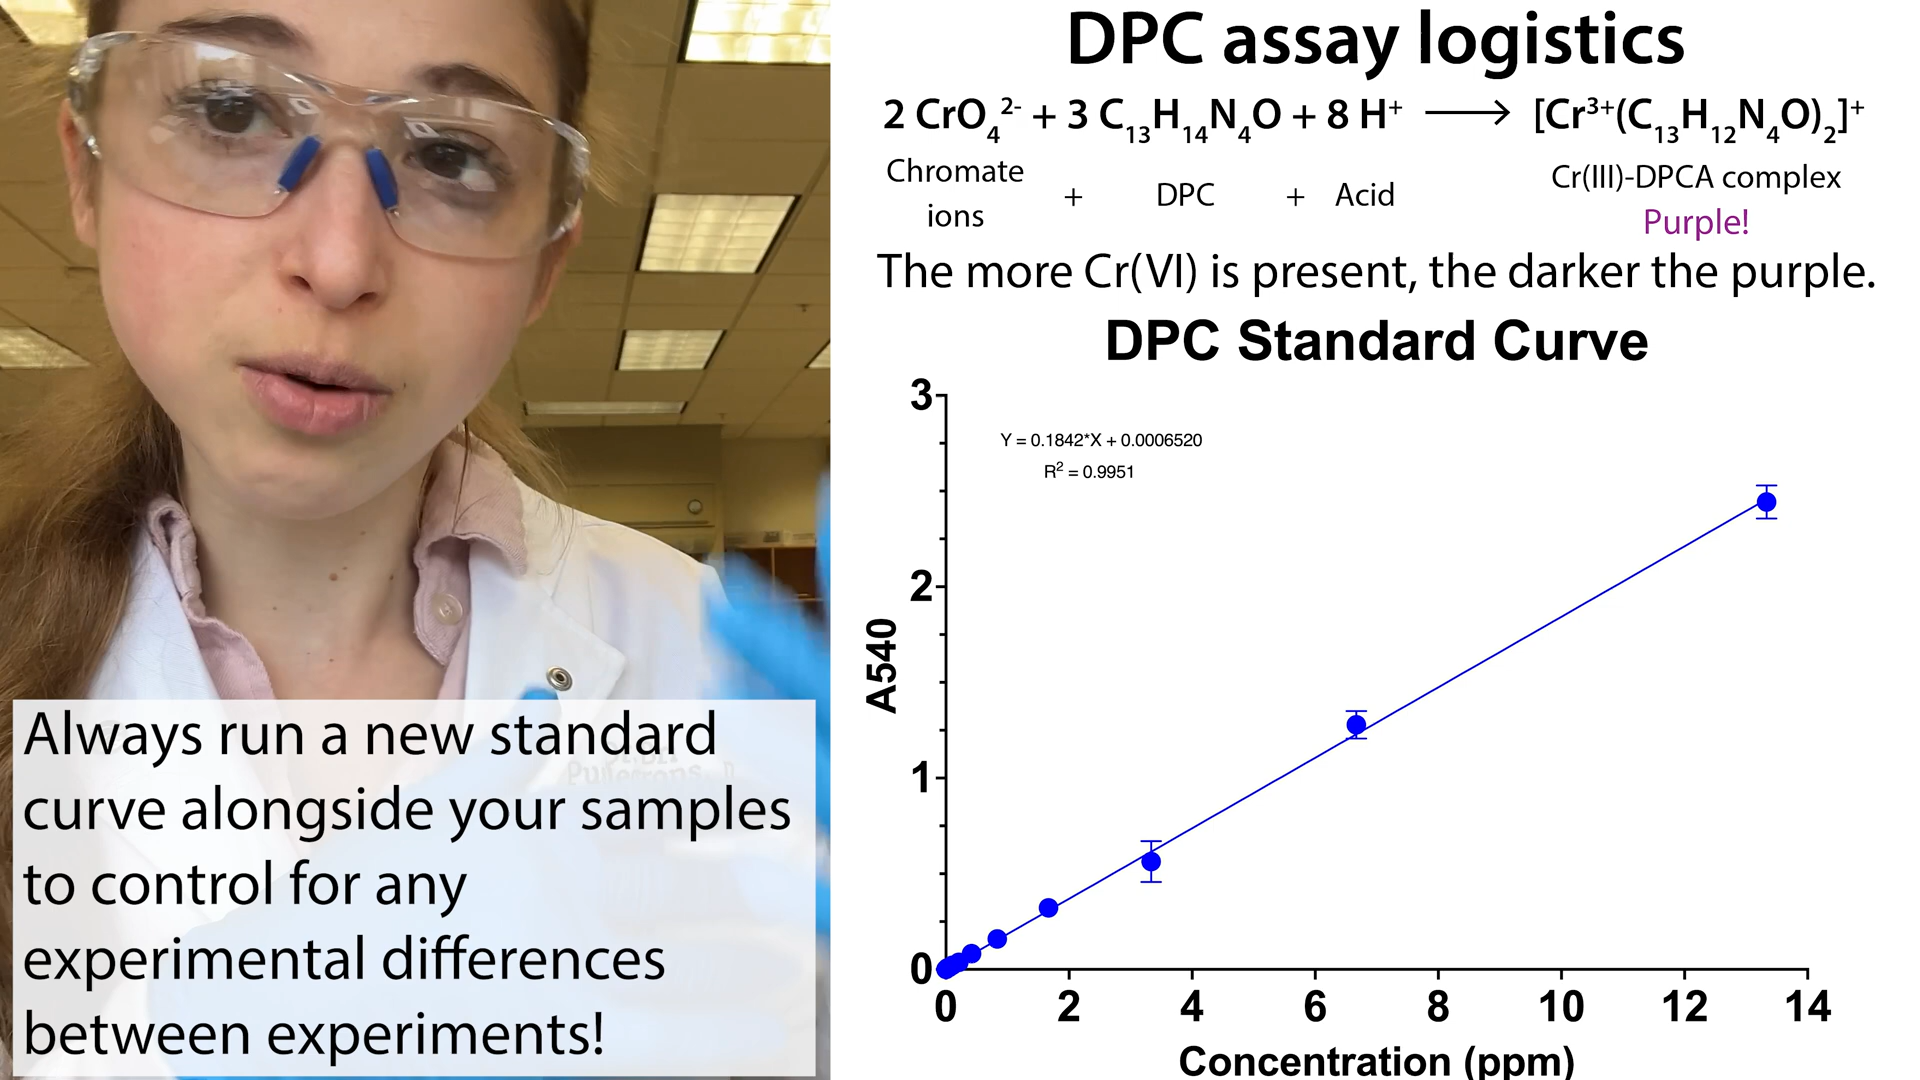 DPC assay logistics
2 CrO₄²⁻ + 3 C₁₃H₁₄N₄O + 8 H⁺ ⟶ [Cr³⁺(C₁₃H₁₂N₄O)₂]⁺
Chromate ions + DPC + Acid
Cr(III)-DPCA complex
Purple!
The more Cr(VI) is present, the darker the purple.
DPC Standard Curve
Y = 0.1842*X + 0.0006520
R² = 0.9951
3
2
1
0
A540
0 2 4 6 8 10 12 14
Concentration (ppm)
Always run a new standard
curve alongside your samples
to control for any
experimental differences
between experiments!